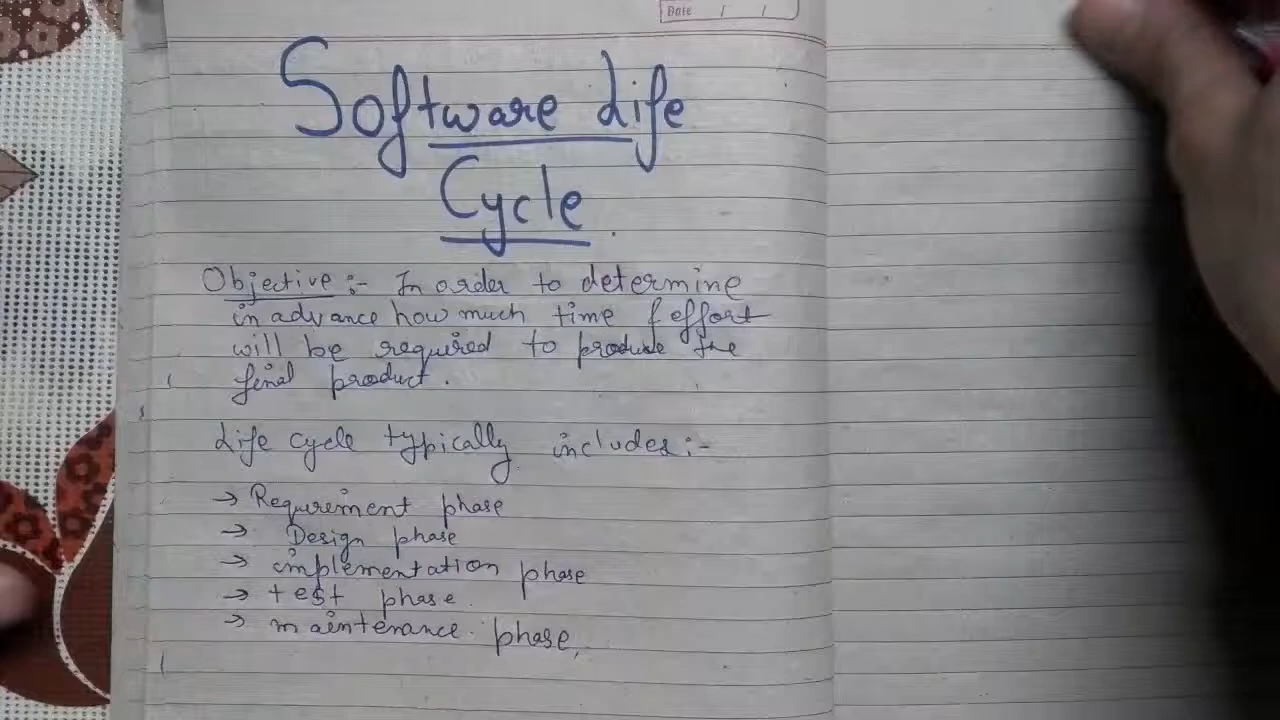 Date / /
Software Life
Cycle
Objective :- In order to determine
in advance how much time & effort
will be required to produce the
final product.
Life cycle typically includes :-
→ Requirement phase
→ Design phase
→ implementation phase
→ test phase
→ maintenance phase,